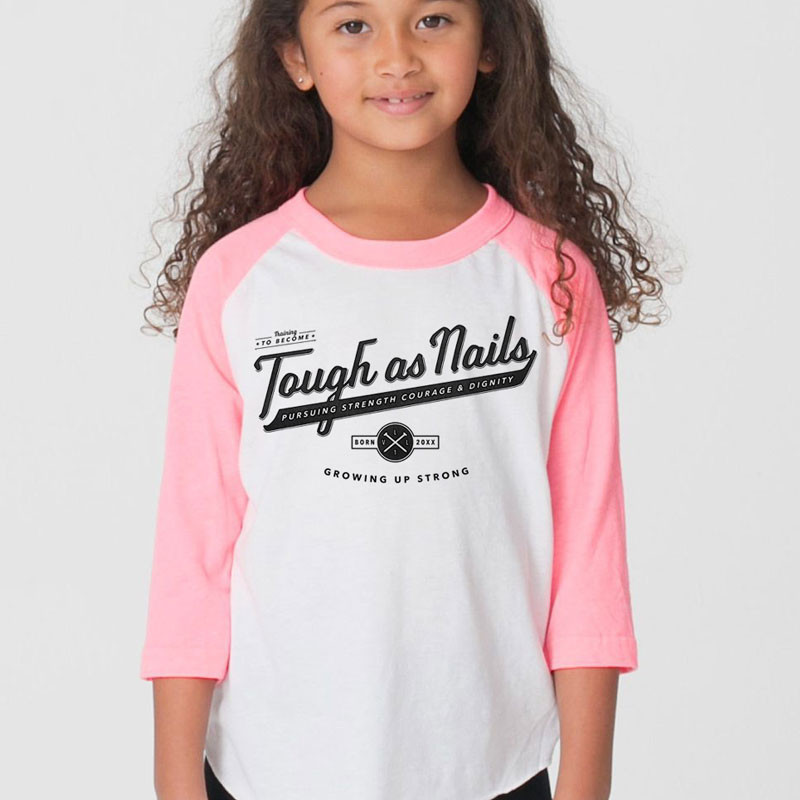 Training
• TO BECOME •
Tough as Nails
PURSUING STRENGTH COURAGE & DIGNITY
BORN 20XX
L
V L
T
GROWING UP STRONG